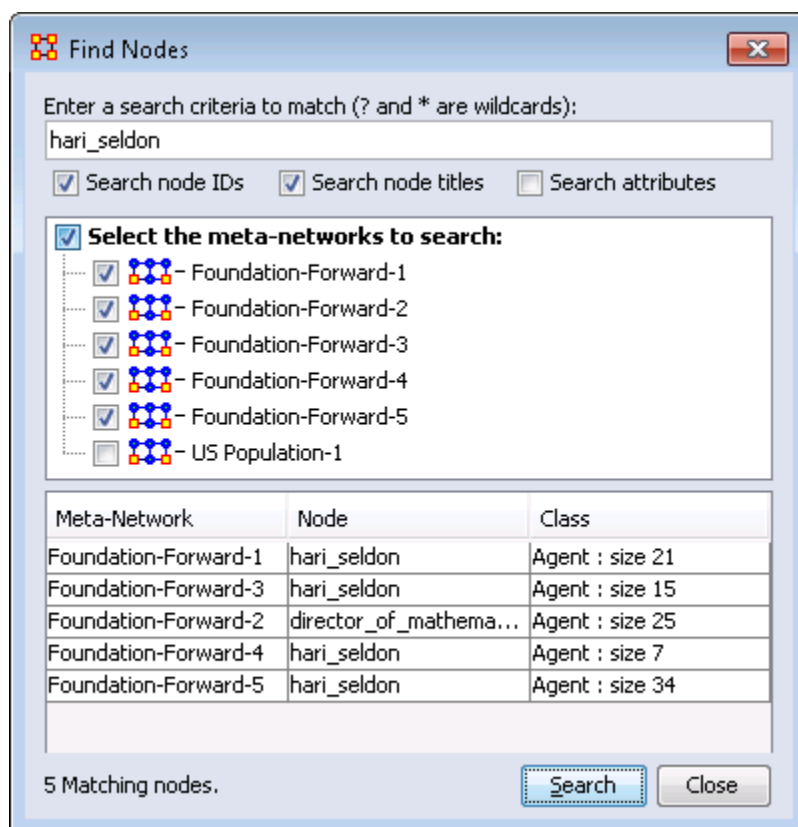 Find Nodes
Enter a search criteria to match (? and * are wildcards):
hari_seldon
Search node IDs Search node titles Search attributes
Select the meta-networks to search:
Foundation-Forward-1
Foundation-Forward-2
Foundation-Forward-3
Foundation-Forward-4
Foundation-Forward-5
US Population-1
Meta-Network Node Class
Foundation-Forward-1 hari_seldon Agent : size 21
Foundation-Forward-3 hari_seldon Agent : size 15
Foundation-Forward-2 director_of_mathema... Agent : size 25
Foundation-Forward-4 hari_seldon Agent : size 7
Foundation-Forward-5 hari_seldon Agent : size 34
5 Matching nodes. Search Close